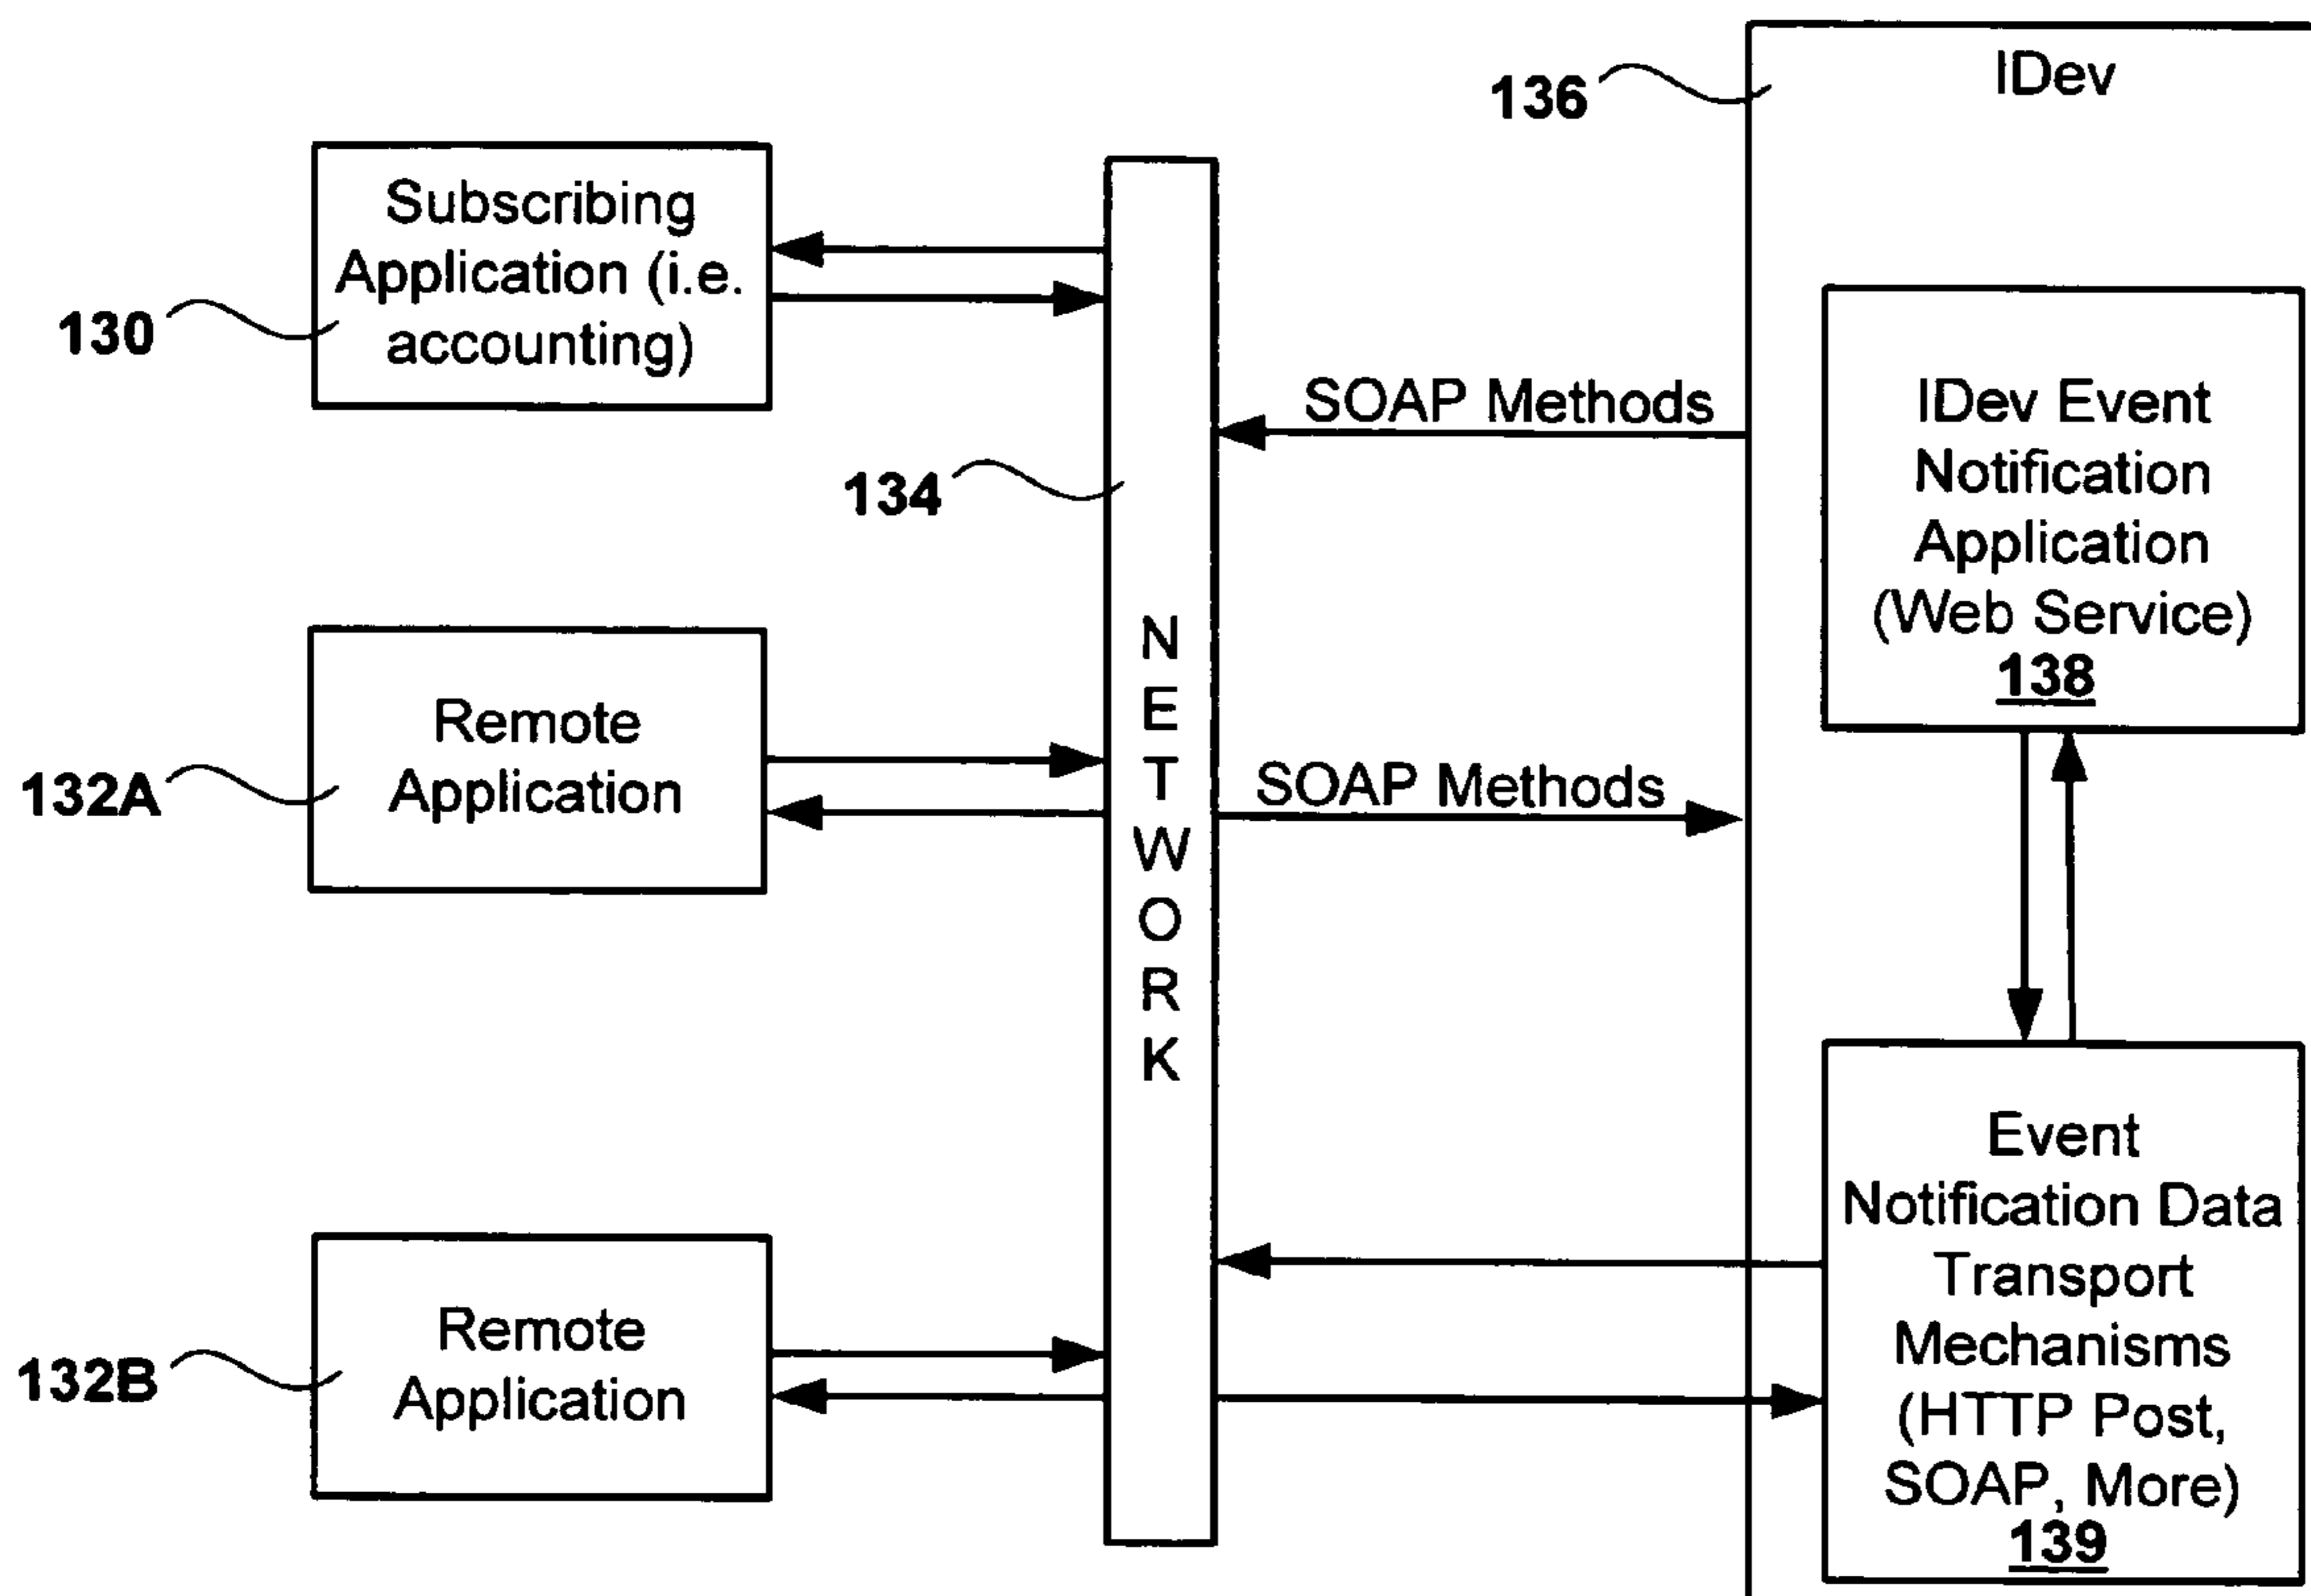 136
IDev
Subscribing
Application (i.e.
accounting)
130
SOAP Methods
134
IDev Event
Notification
Application
(Web Service)
138
Remote
Application
132A
N
E
T
W
O
R
K
SOAP Methods
Event
Notification Data
Transport
Mechanisms
(HTTP Post,
SOAP, More)
139
Remote
Application
132B